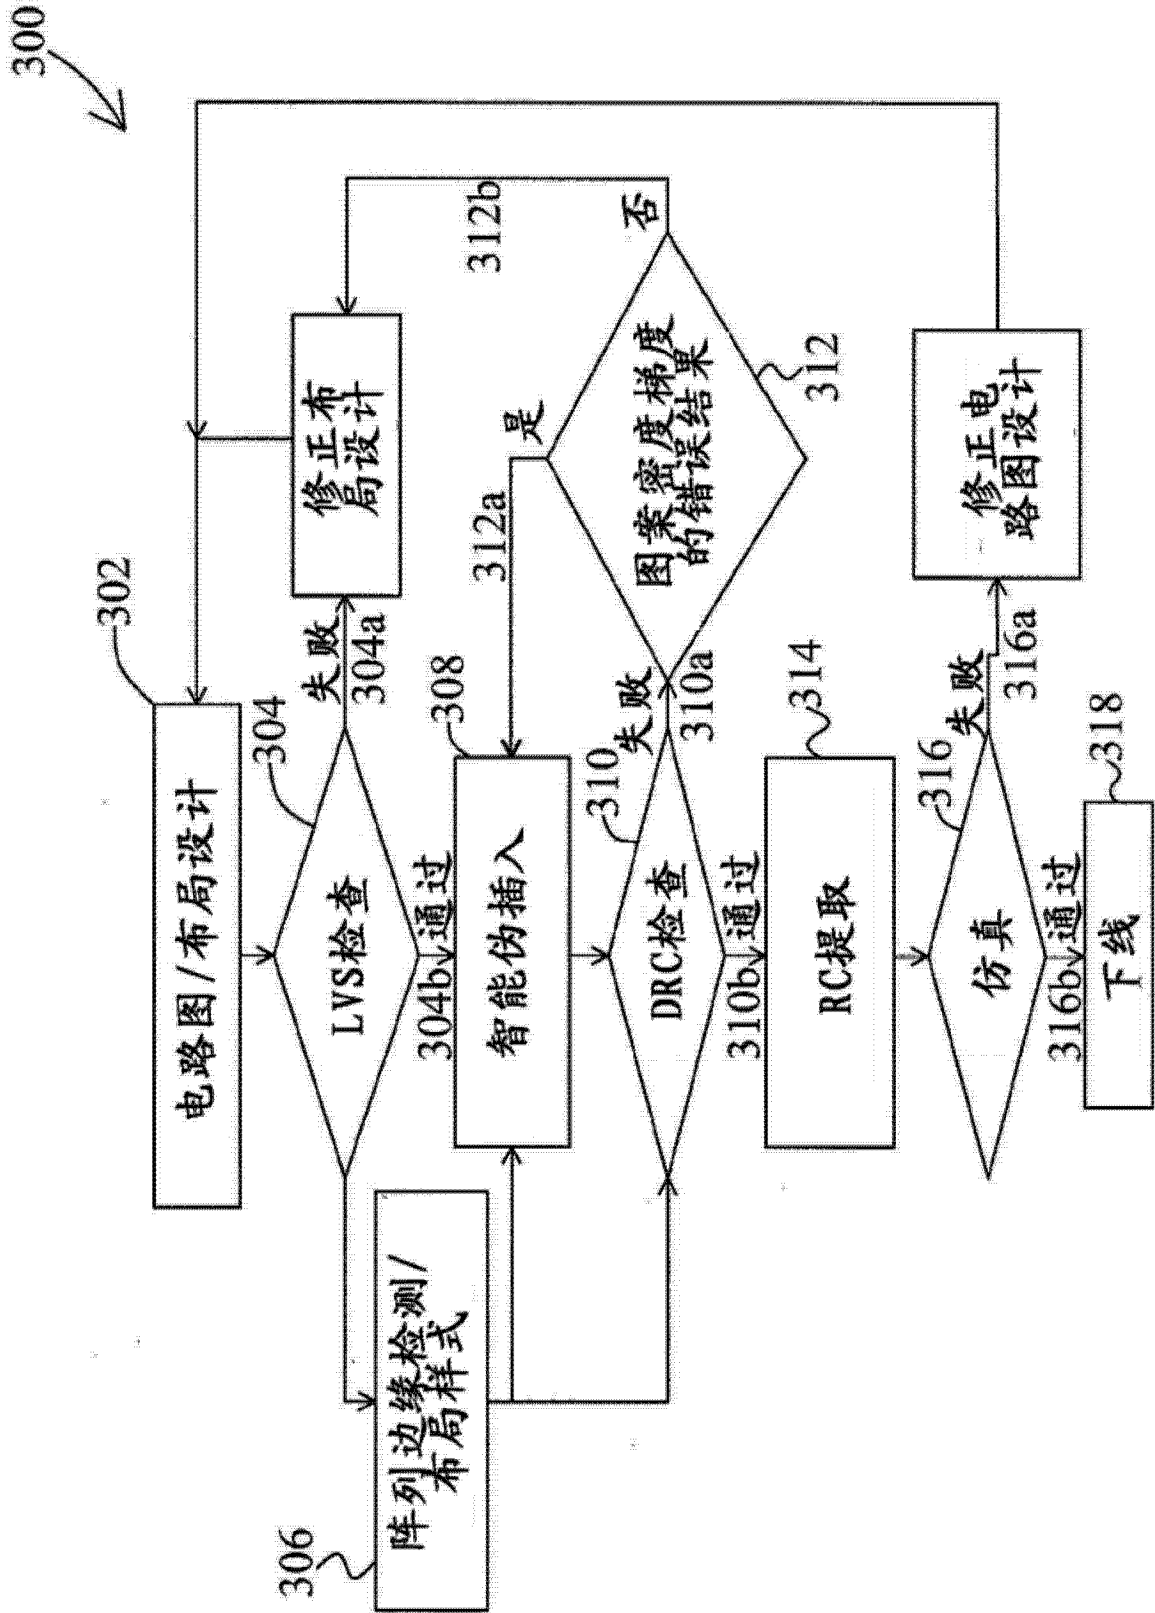 300
302
电路图/布局设计
304
LVS检查
失败
304a
修正布
局设计
304b
通过
306
阵列边缘检测/
布局样式
308
智能伪插入
312a
是
312b
否
310
DRC检查
失败
310a
图案密度梯度
的错误结果
312
310b
通过
314
RC提取
316
仿真
失败
316a
修正电
路图设计
316b
通过
318
下线